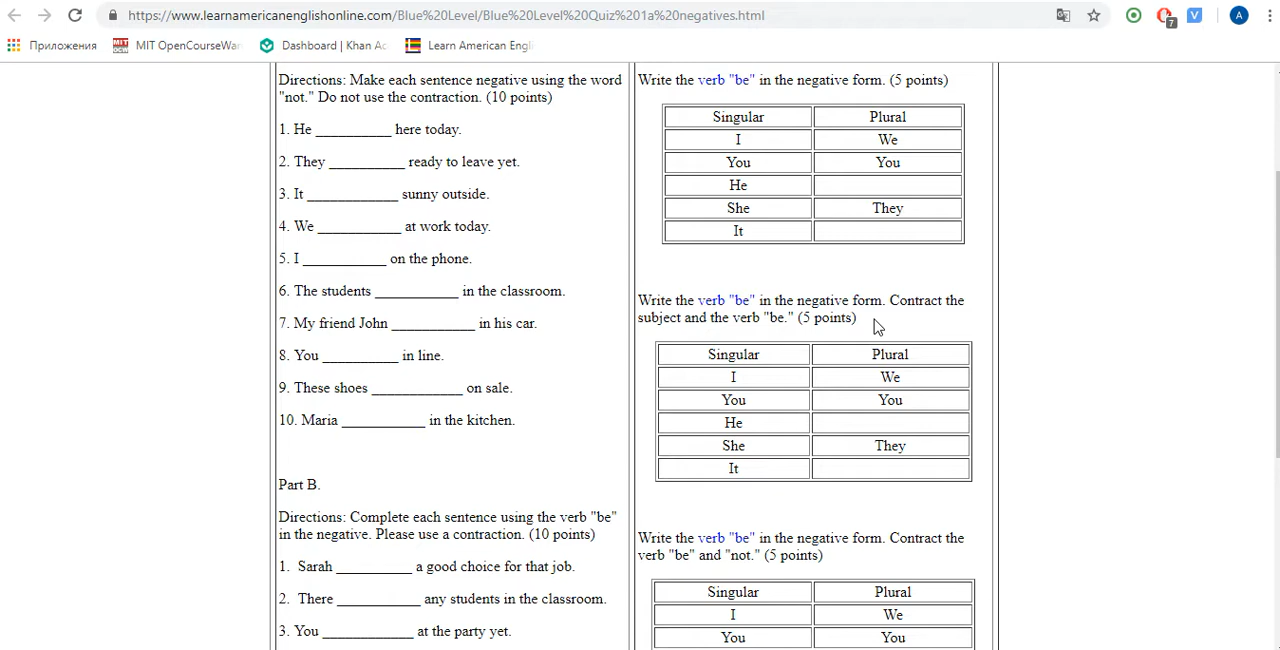 https://www.learnamericanenglishonline.com/Blue%20Level/Blue%20Level%20Quiz%201a%20negatives.html
7
A
Приложения
MIT OpenCourseWar
Dashboard | Khan Ac
Learn American Engli
Directions: Make each sentence negative using the word
"not." Do not use the contraction. (10 points)
1. He __________ here today.
2. They __________ ready to leave yet.
3. It ____________ sunny outside.
4. We ___________ at work today.
5. I ___________ on the phone.
6. The students ___________ in the classroom.
7. My friend John ___________ in his car.
8. You __________ in line.
9. These shoes ____________ on sale.
10. Maria ___________ in the kitchen.
Part B.
Directions: Complete each sentence using the verb "be"
in the negative. Please use a contraction. (10 points)
1. Sarah __________ a good choice for that job.
2. There ___________ any students in the classroom.
3. You ____________ at the party yet.
Write the verb "be" in the negative form. (5 points)
Singular Plural
I We
You You
He
She They
It
Write the verb "be" in the negative form. Contract the
subject and the verb "be." (5 points)
Singular Plural
I We
You You
He
She They
It
Write the verb "be" in the negative form. Contract the
verb "be" and "not." (5 points)
Singular Plural
I We
You You